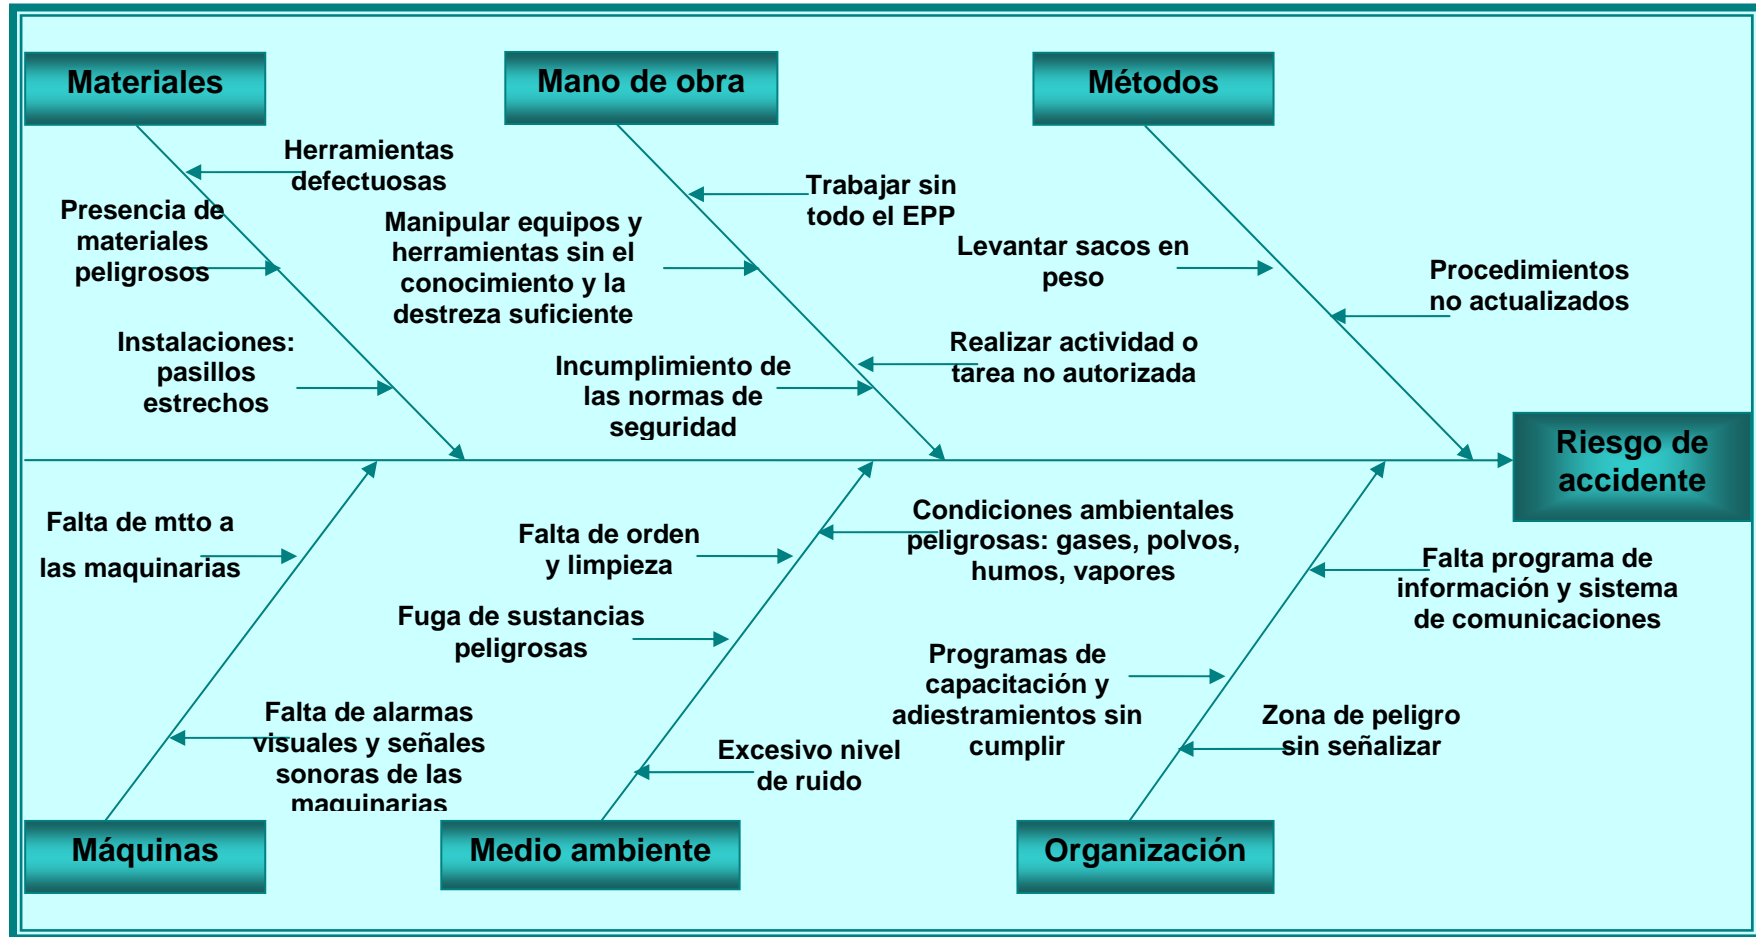 Materiales
Mano de obra
Métodos
Herramientas
defectuosas
Presencia de
materiales
peligrosos
Instalaciones:
pasillos
estrechos
Trabajar sin
todo el EPP
Manipular equipos y
herramientas sin el
conocimiento y la
destreza suficiente
Incumplimiento de
las normas de
seguridad
Realizar actividad o
tarea no autorizada
Levantar sacos en
peso
Procedimientos
no actualizados
Riesgo de
accidente
Falta de mtto a
las maquinarias
Falta de alarmas
visuales y señales
sonoras de las
maquinarias
Falta de orden
y limpieza
Condiciones ambientales
peligrosas: gases, polvos,
humos, vapores
Fuga de sustancias
peligrosas
Excesivo nivel
de ruido
Falta programa de
información y sistema
de comunicaciones
Programas de
capacitación y
adiestramientos sin
cumplir
Zona de peligro
sin señalizar
Máquinas
Medio ambiente
Organización